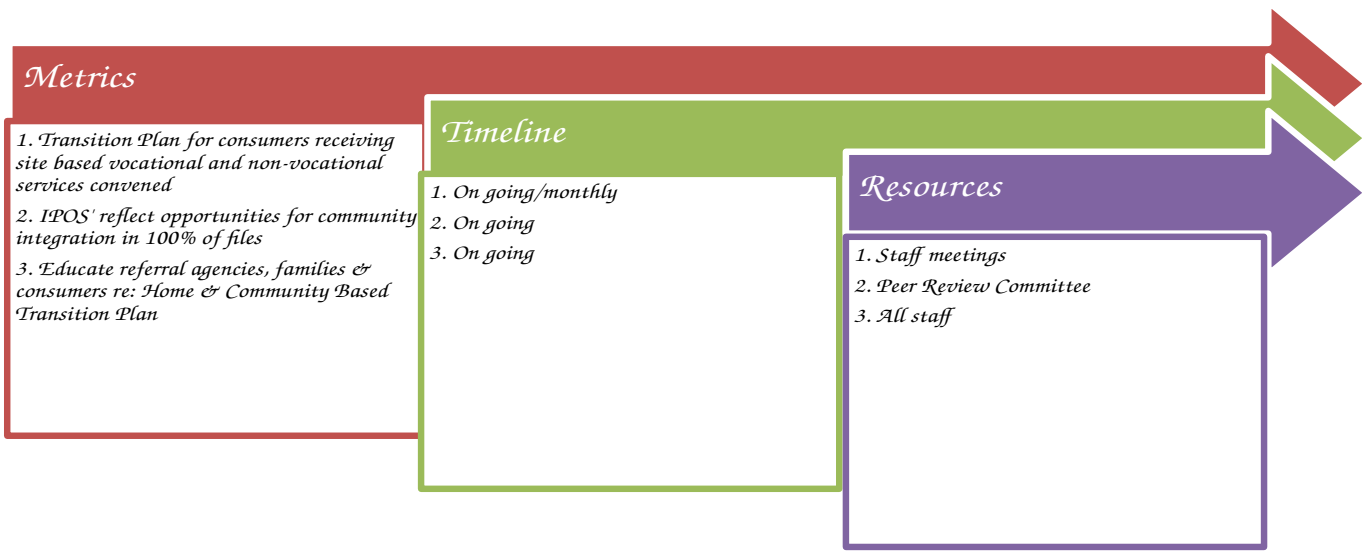 Metrics
1. Transition Plan for consumers receiving
site based vocational and non-vocational
services convened
2. IPOS' reflect opportunities for community
integration in 100% of files
3. Educate referral agencies, families &
consumers re: Home & Community Based
Transition Plan
Timeline
1. On going/monthly
2. On going
3. On going
Resources
1. Staff meetings
2. Peer Review Committee
3. All staff